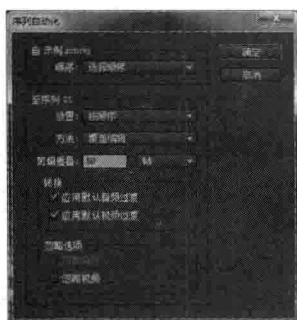 序列自动化
确定
取消
顺序: 选择顺序
至序列 01
放置: 按顺序
方法: 覆盖编辑
剪辑重叠:
转换
应用默认音频过渡
应用默认视频过渡
忽略选项
忽略视频